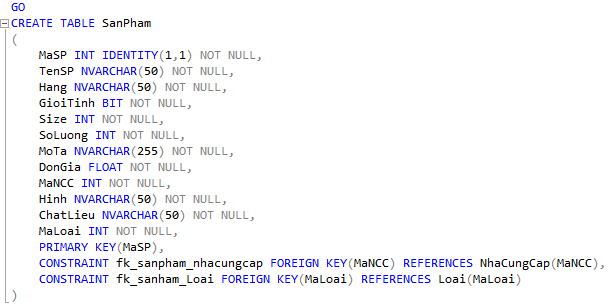 GO
CREATE TABLE SanPham
(
MaSP INT IDENTITY(1,1) NOT NULL,
TenSP NVARCHAR(50) NOT NULL,
Hang NVARCHAR(50) NOT NULL,
GioiTinh BIT NOT NULL,
Size INT NOT NULL,
SoLuong INT NOT NULL,
MoTa NVARCHAR(255) NOT NULL,
DonGia FLOAT NOT NULL,
MaNCC INT NOT NULL,
Hinh NVARCHAR(50) NOT NULL,
ChatLieu NVARCHAR(50) NOT NULL,
MaLoai INT NOT NULL,
PRIMARY KEY(MaSP),
CONSTRAINT fk_sanpham_nhacungcap FOREIGN KEY(MaNCC) REFERENCES NhaCungCap(MaNCC),
CONSTRAINT fk_sanham_Loai FOREIGN KEY(MaLoai) REFERENCES Loai(MaLoai)
)